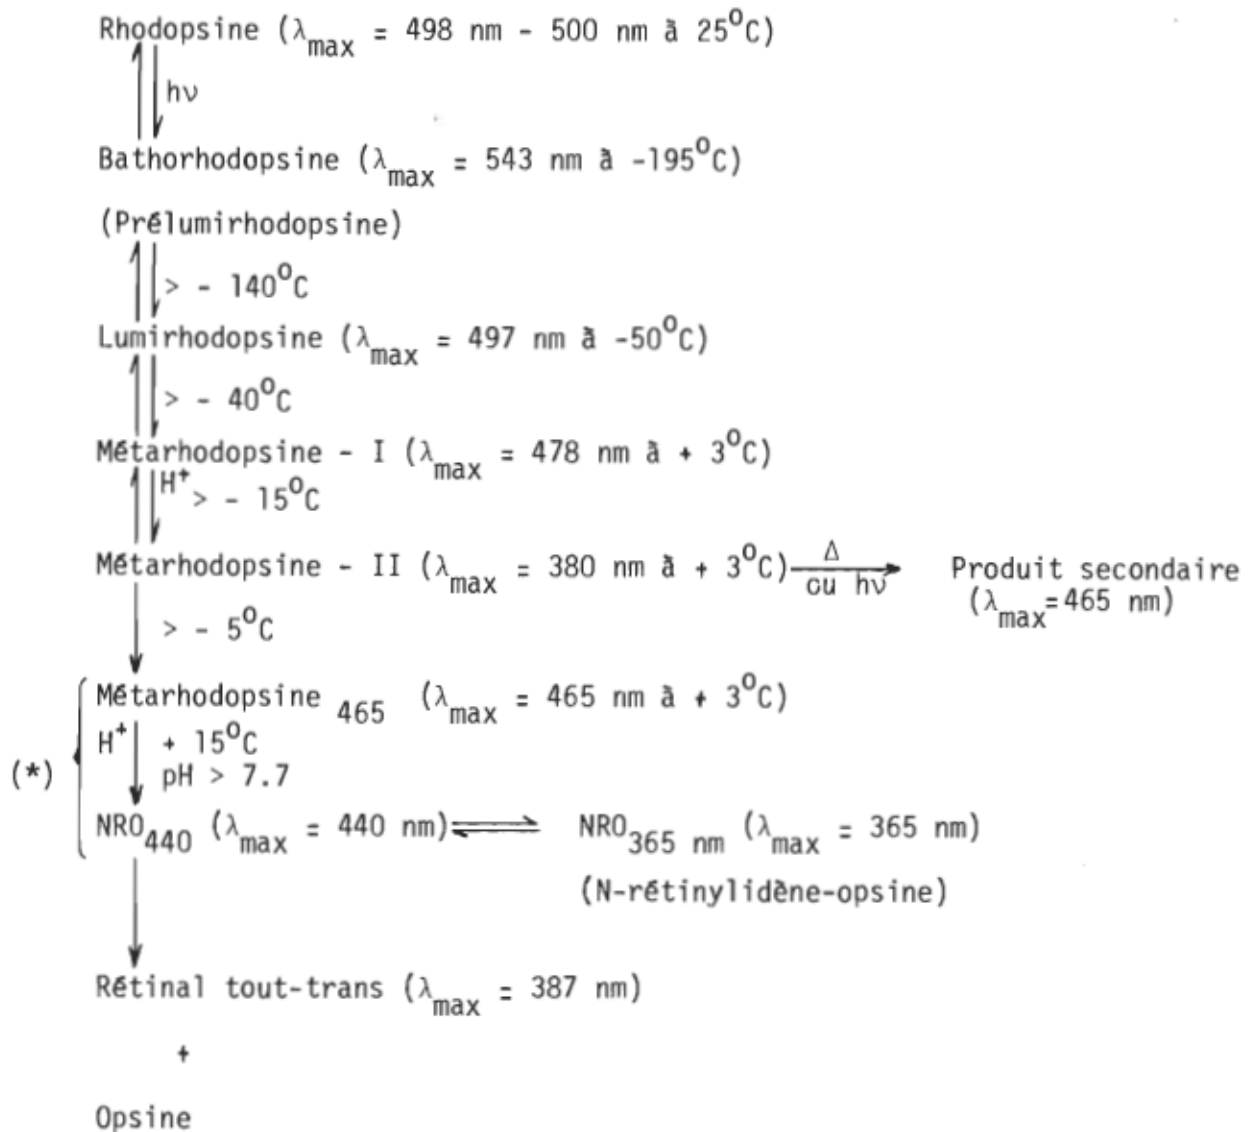 Rhodopsine (λmax = 498 nm - 500 nm à 25°C)
hν
Bathorhodopsine (λmax = 543 nm à -195°C)
(Prélumirhodopsine)
> - 140°C
Lumirhodopsine (λmax = 497 nm à -50°C)
> - 40°C
Métarhodopsine - I (λmax = 478 nm à + 3°C)
H+ > - 15°C
Métarhodopsine - II (λmax = 380 nm à + 3°C) Δ ou hν Produit secondaire
(λmax=465 nm)
> - 5°C
Métarhodopsine 465 (λmax = 465 nm à + 3°C)
H+ + 15°C
(*) pH > 7.7
NRO440 (λmax = 440 nm) NRO365 nm (λmax = 365 nm)
(N-rétinylidène-opsine)
Rétinal tout-trans (λmax = 387 nm)
+
Opsine